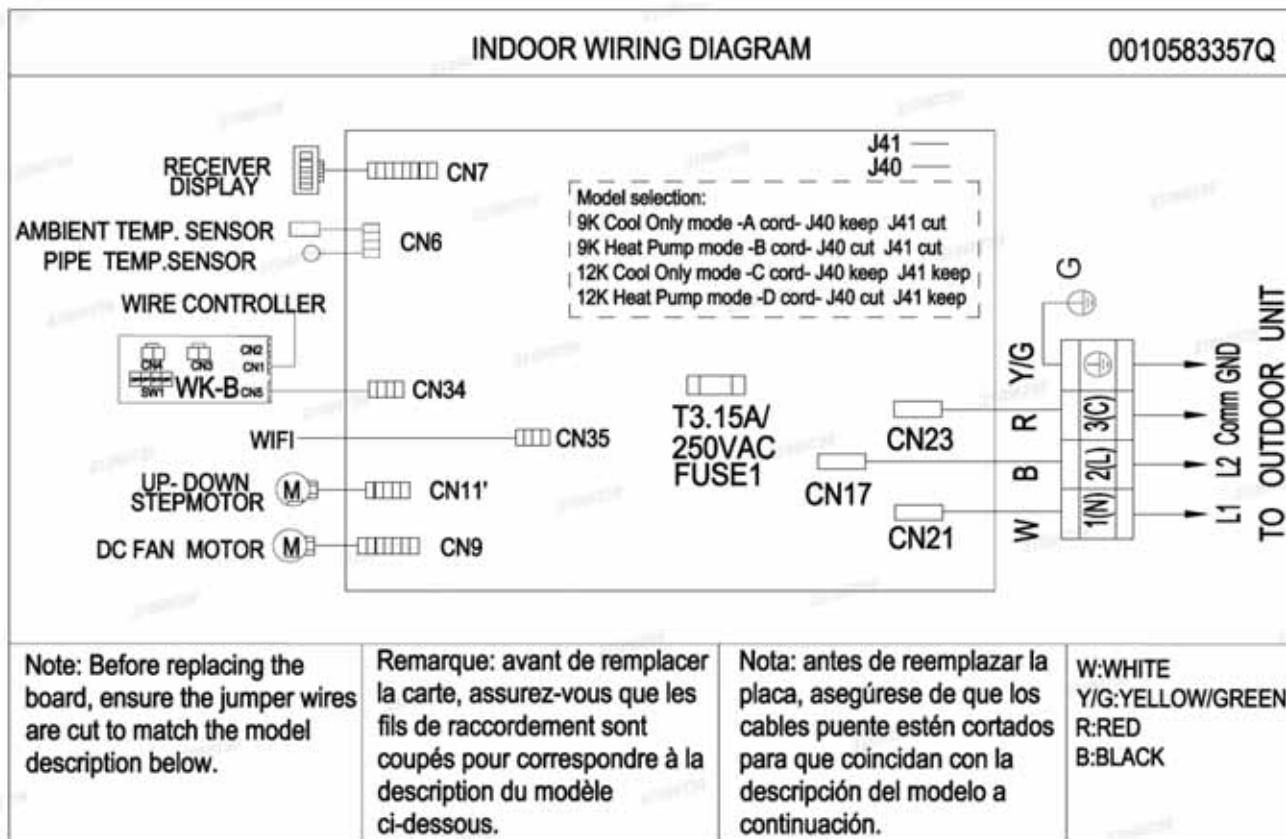 INDOOR WIRING DIAGRAM
0010583357Q
RECEIVER
DISPLAY
CN7
AMBIENT TEMP. SENSOR
PIPE TEMP.SENSOR
CN6
WIRE CONTROLLER
CN4
CN3
CN2
CN1
SW1
WK-B
CN5
CN34
WIFI
CN35
UP- DOWN
STEPMOTOR
M
CN11'
DC FAN MOTOR
M
CN9
J41
J40
Model selection:
9K Cool Only mode -A cord- J40 keep J41 cut
9K Heat Pump mode -B cord- J40 cut J41 cut
12K Cool Only mode -C cord- J40 keep J41 keep
12K Heat Pump mode -D cord- J40 cut J41 keep
T3.15A/
250VAC
FUSE1
CN23
CN17
CN21
G
Y/G
R
B
W
3(C)
2(L)
1(N)
GND
Comm
L2
L1
TO OUTDOOR UNIT
Note: Before replacing the
board, ensure the jumper wires
are cut to match the model
description below.
Remarque: avant de remplacer
la carte, assurez-vous que les
fils de raccordement sont
coupés pour correspondre à la
description du modèle
ci-dessous.
Nota: antes de reemplazar la
placa, asegúrese de que los
cables puente estén cortados
para que coincidan con la
descripción del modelo a
continuación.
W:WHITE
Y/G:YELLOW/GREEN
R:RED
B:BLACK